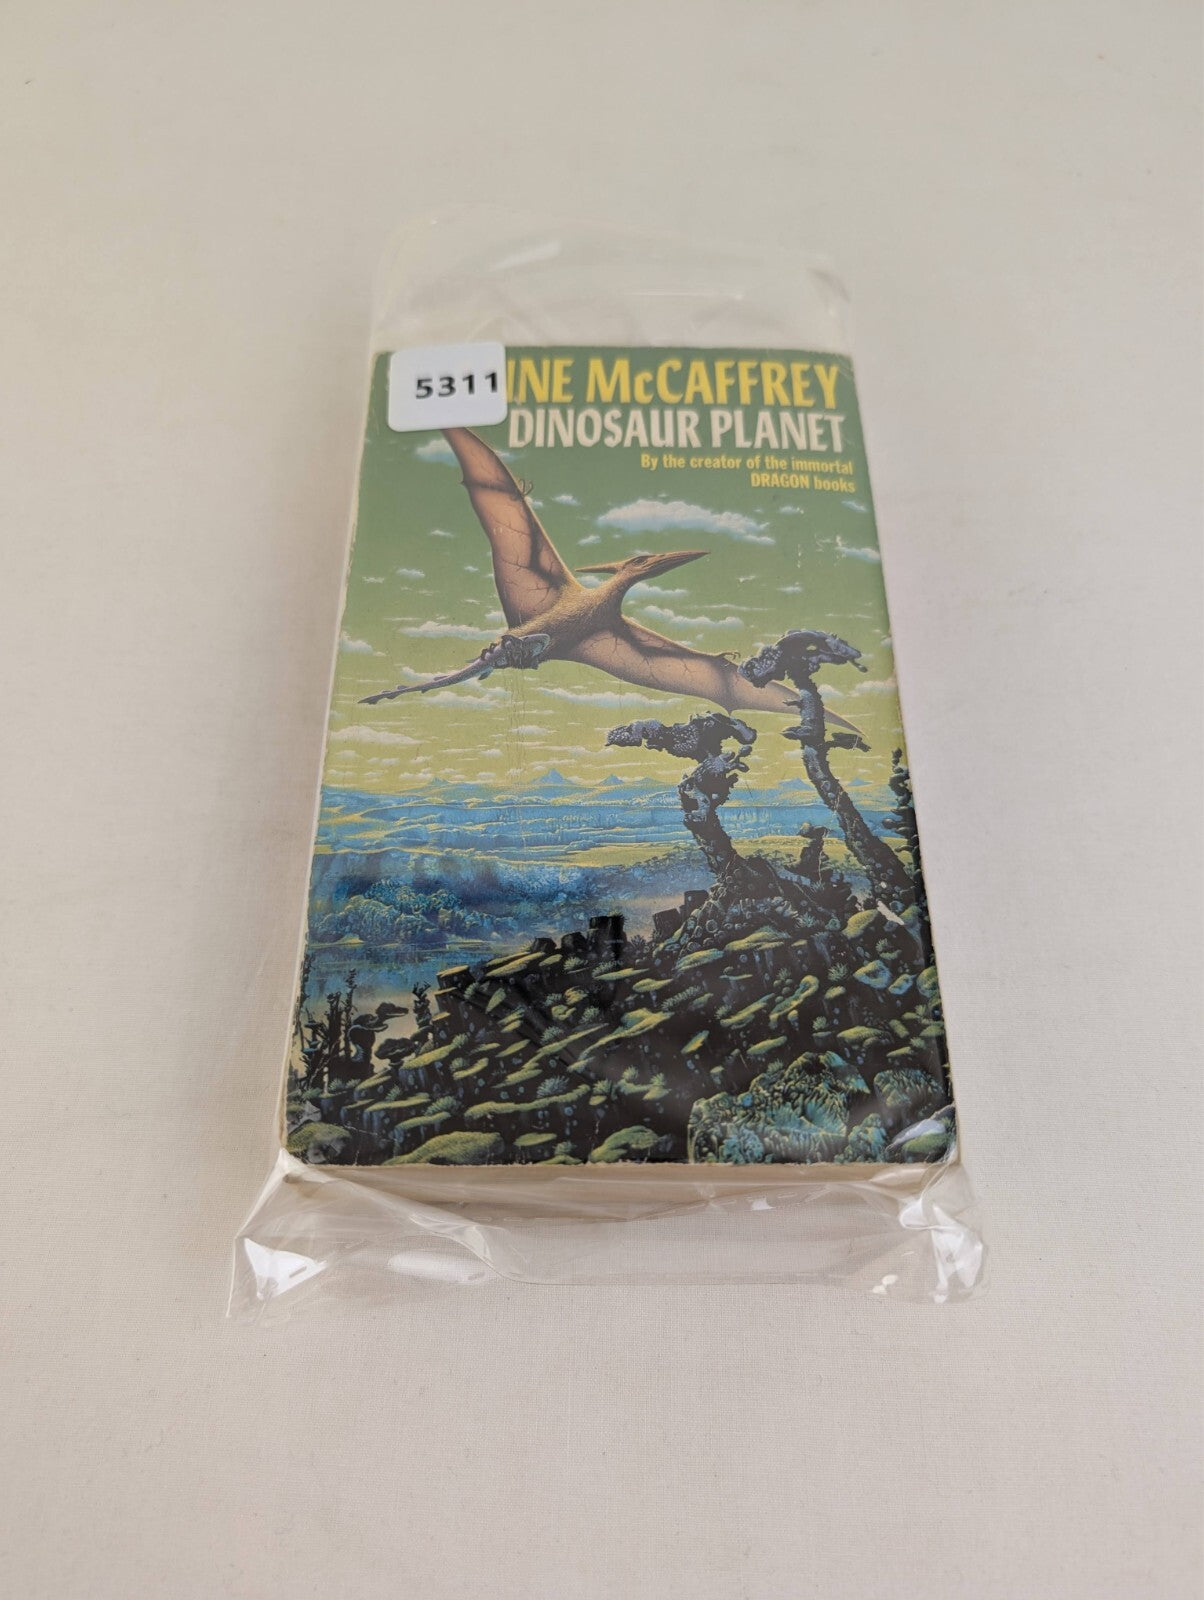 5311
INE McCAFFREY
DINOSAUR PLANET
By the creator of the immortal
DRAGON books